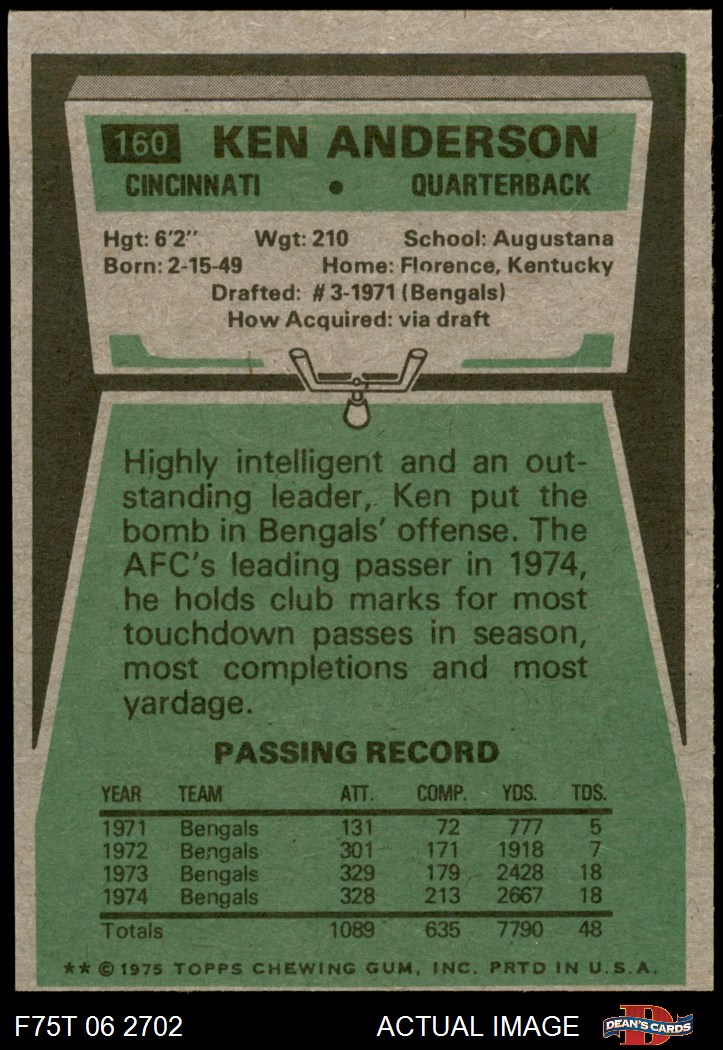 160 KEN ANDERSON
CINCINNATI • QUARTERBACK
Hgt: 6'2" Wgt: 210 School: Augustana
Born: 2-15-49 Home: Florence, Kentucky
Drafted: #3-1971 (Bengals)
How Acquired: via draft
Highly intelligent and an out-
standing leader, Ken put the
bomb in Bengals' offense. The
AFC's leading passer in 1974,
he holds club marks for most
touchdown passes in season,
most completions and most
yardage.
PASSING RECORD
YEAR TEAM ATT. COMP. YDS. TDS.
1971 Bengals 131 72 777 5
1972 Bengals 301 171 1918 7
1973 Bengals 329 179 2428 18
1974 Bengals 328 213 2667 18
Totals 1089 635 7790 48
** © 1975 TOPPS CHEWING GUM, INC. PRTD IN U.S.A.
F75T 06 2702 ACTUAL IMAGE D DEAN'S CARDS